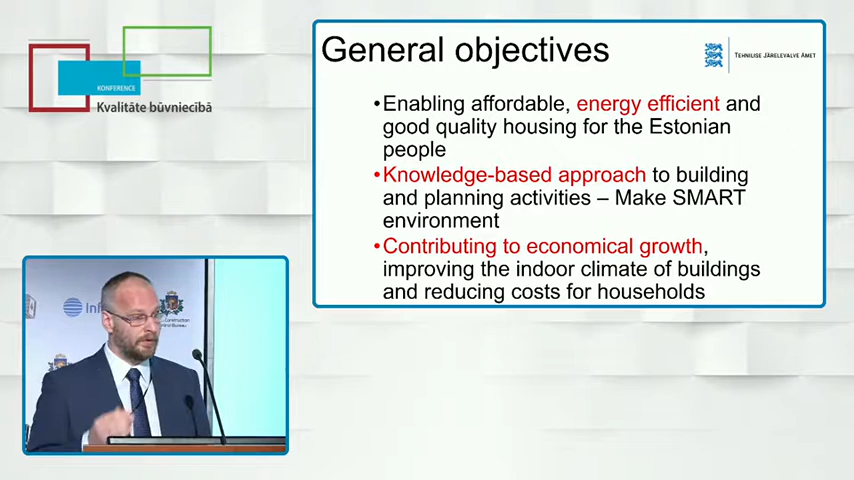 General objectives
TEHNILISE JÄRELEVALVE AMET
•Enabling affordable, energy efficient and
good quality housing for the Estonian
people
•Knowledge-based approach to building
and planning activities – Make SMART
environment
•Contributing to economical growth,
improving the indoor climate of buildings
and reducing costs for households
CONFERENCE
Kvalitāte būvniecībā
Construction